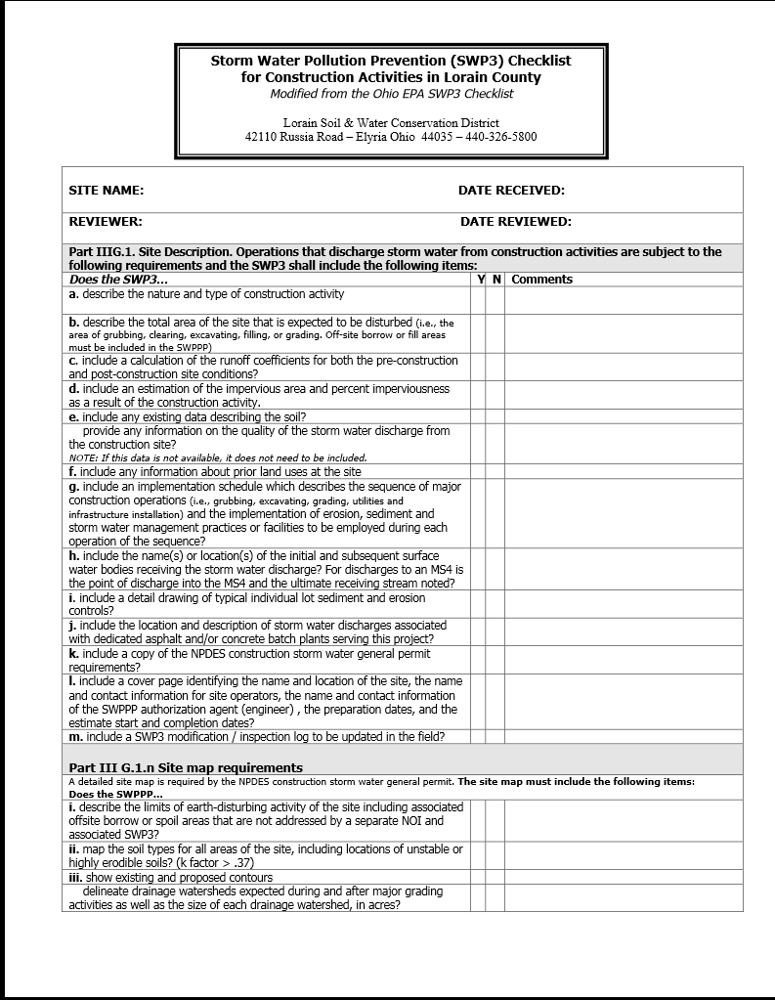 Storm Water Pollution Prevention (SWP3) Checklist
for Construction Activities in Lorain County
Modified from the Ohio EPA SWP3 Checklist
Lorain Soil & Water Conservation District
42110 Russia Road – Elyria Ohio 44035 – 440-326-5800
SITE NAME: DATE RECEIVED:
REVIEWER: DATE REVIEWED:
Part IIIG.1. Site Description. Operations that discharge storm water from construction activities are subject to the
following requirements and the SWP3 shall include the following items:
Does the SWP3... Y N Comments
a. describe the nature and type of construction activity
b. describe the total area of the site that is expected to be disturbed (i.e., the
area of grubbing, clearing, excavating, filling, or grading. Off-site borrow or fill areas
must be included in the SWPPP)
c. include a calculation of the runoff coefficients for both the pre-construction
and post-construction site conditions?
d. include an estimation of the impervious area and percent imperviousness
as a result of the construction activity.
e. include any existing data describing the soil?
provide any information on the quality of the storm water discharge from
the construction site?
NOTE: If this data is not available, it does not need to be included.
f. include any information about prior land uses at the site
g. include an implementation schedule which describes the sequence of major
construction operations (i.e., grubbing, excavating, grading, utilities and
infrastructure installation) and the implementation of erosion, sediment and
storm water management practices or facilities to be employed during each
operation of the sequence?
h. include the name(s) or location(s) of the initial and subsequent surface
water bodies receiving the storm water discharge? For discharges to an MS4 is
the point of discharge into the MS4 and the ultimate receiving stream noted?
i. include a detail drawing of typical individual lot sediment and erosion
controls?
j. include the location and description of storm water discharges associated
with dedicated asphalt and/or concrete batch plants serving this project?
k. include a copy of the NPDES construction storm water general permit
requirements?
l. include a cover page identifying the name and location of the site, the name
and contact information for site operators, the name and contact information
of the SWPPP authorization agent (engineer) , the preparation dates, and the
estimate start and completion dates?
m. include a SWP3 modification / inspection log to be updated in the field?
Part III G.1.n Site map requirements
A detailed site map is required by the NPDES construction storm water general permit. The site map must include the following items:
Does the SWPPP...
i. describe the limits of earth-disturbing activity of the site including associated
offsite borrow or spoil areas that are not addressed by a separate NOI and
associated SWP3?
ii. map the soil types for all areas of the site, including locations of unstable or
highly erodible soils? (k factor > .37)
iii. show existing and proposed contours
delineate drainage watersheds expected during and after major grading
activities as well as the size of each drainage watershed, in acres?